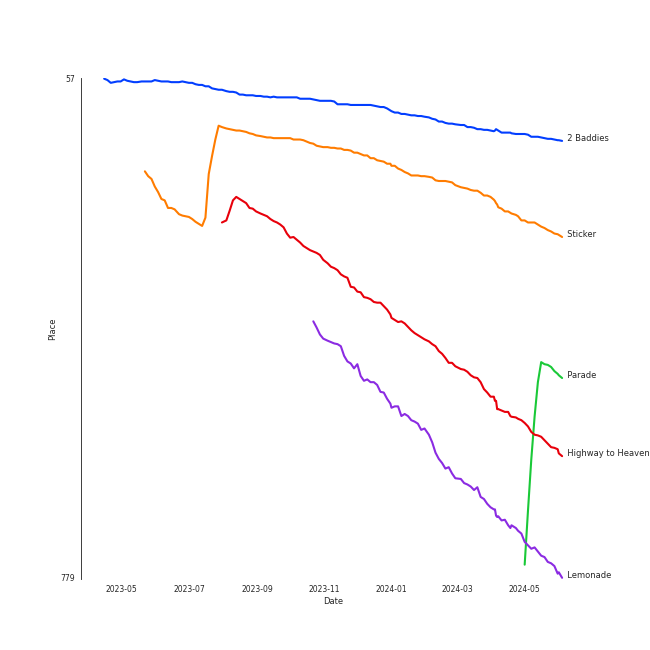 57
2 Baddies
Sticker
Place
Parade
Highway to Heaven
779
Lemonade
2023-05 2023-07 2023-09 2023-11 2024-01 2024-03 2024-05
Date